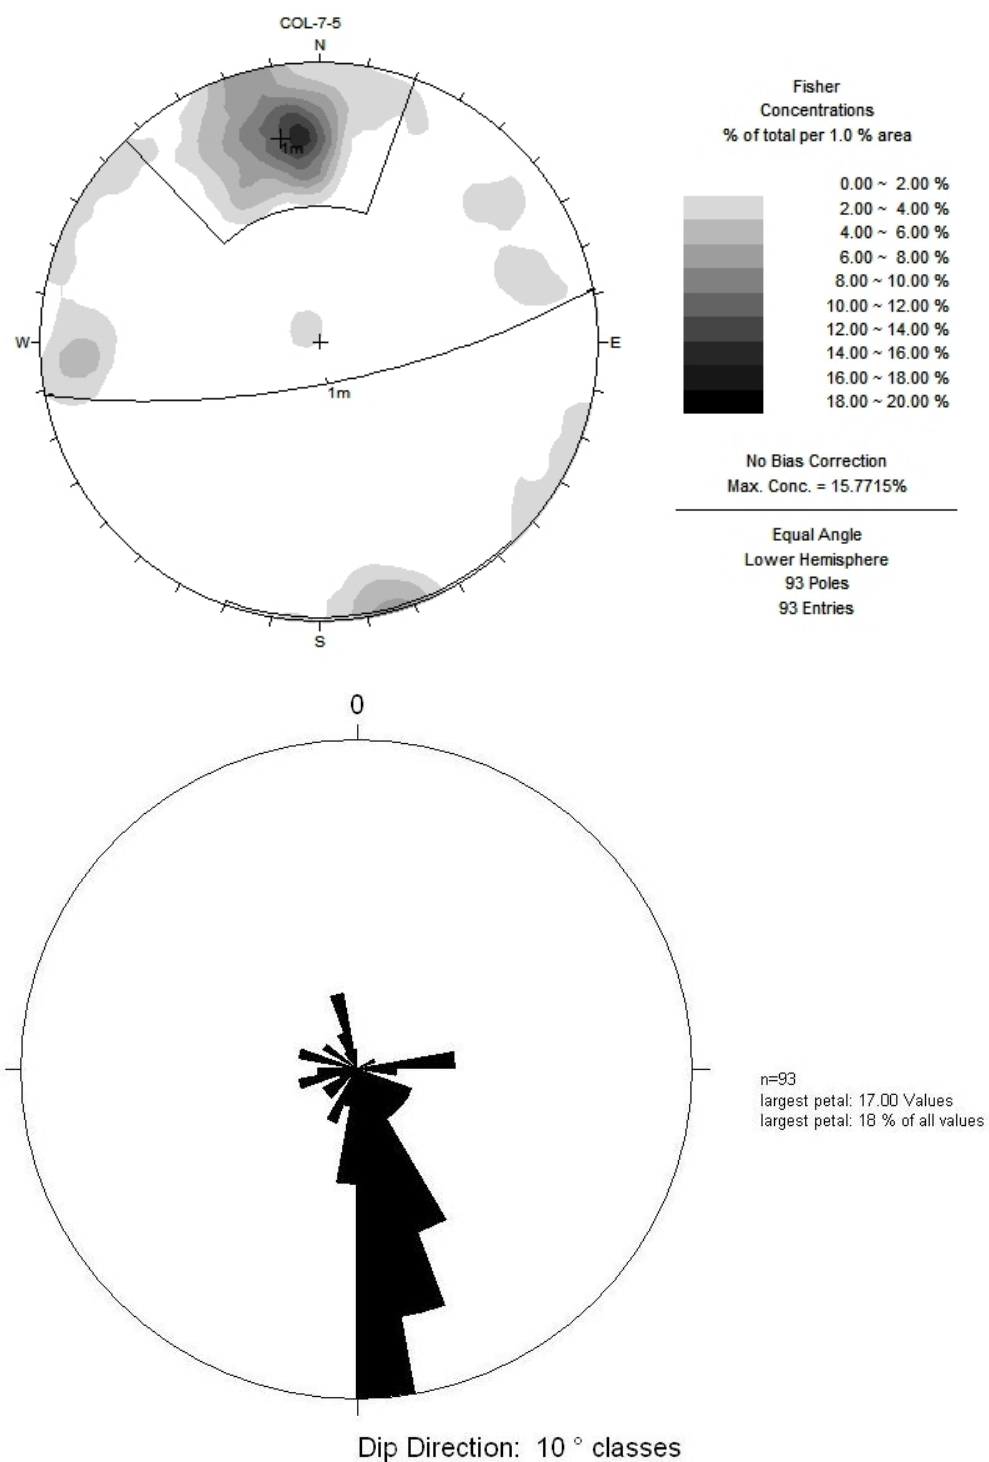 COL-7-5
N
1m
W
E
1m
S
Fisher
Concentrations
% of total per 1.0 % area
0.00 ~ 2.00 %
2.00 ~ 4.00 %
4.00 ~ 6.00 %
6.00 ~ 8.00 %
8.00 ~ 10.00 %
10.00 ~ 12.00 %
12.00 ~ 14.00 %
14.00 ~ 16.00 %
16.00 ~ 18.00 %
18.00 ~ 20.00 %
No Bias Correction
Max. Conc. = 15.7715%
Equal Angle
Lower Hemisphere
93 Poles
93 Entries
0
n=93
largest petal: 17.00 Values
largest petal: 18 % of all values
Dip Direction: 10 ° classes